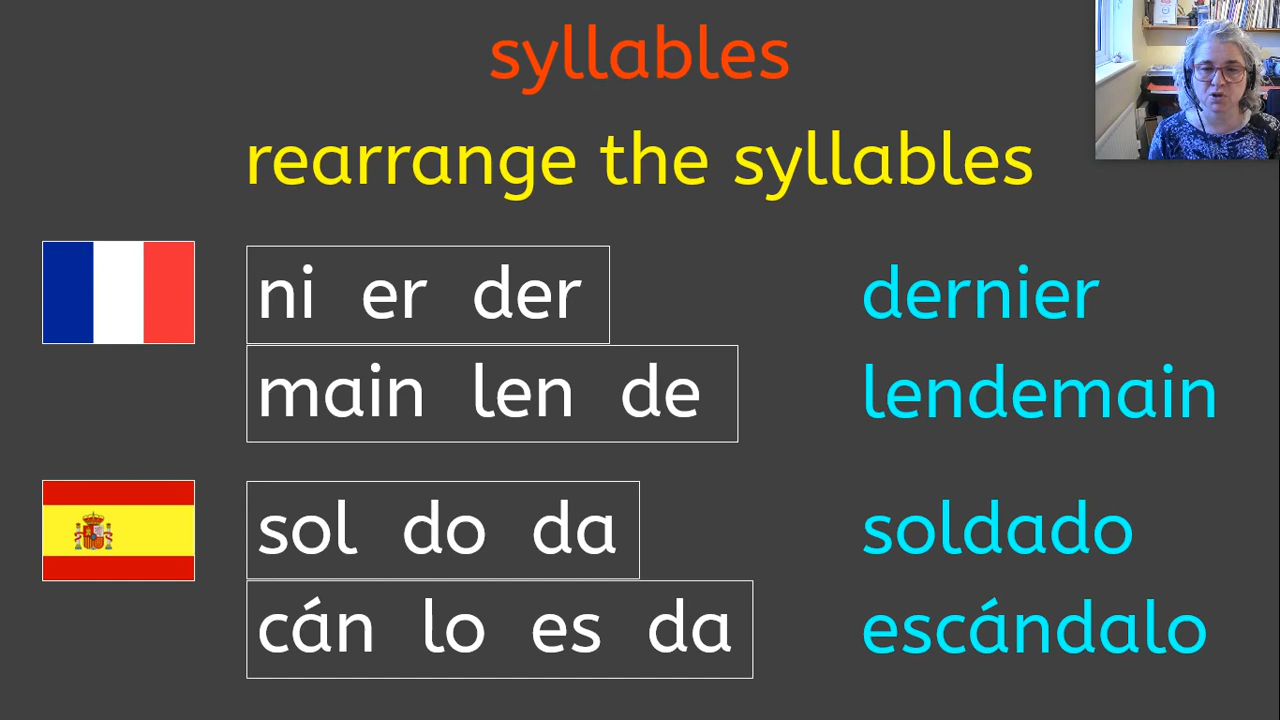 syllables
rearrange the syllables
ni er der
dernier
main len de
lendemain
sol do da
soldado
cán lo es da
escándalo